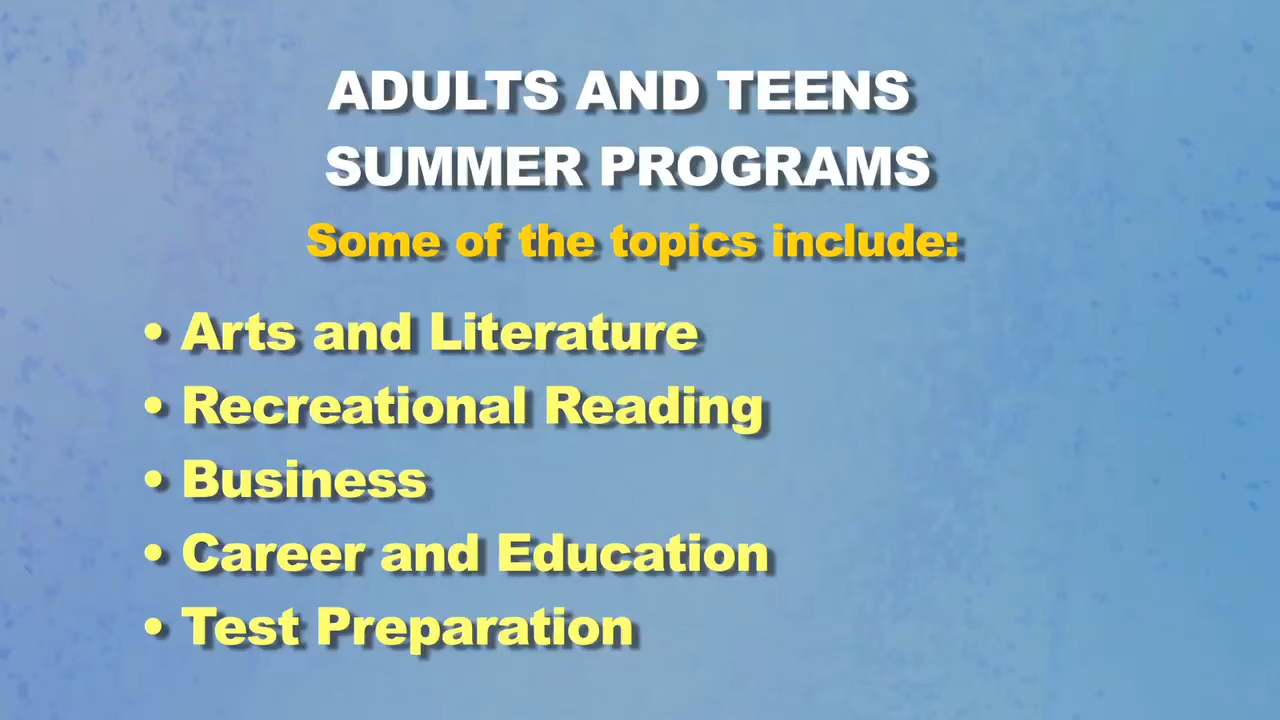 ADULTS AND TEENS
SUMMER PROGRAMS
Some of the topics include:
• Arts and Literature
• Recreational Reading
• Business
• Career and Education
• Test Preparation